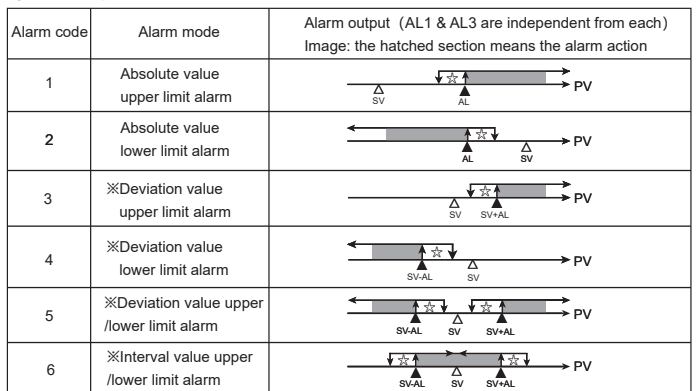 Alarm code
Alarm mode
Alarm output (AL1 & AL3 are independent from each)
Image: the hatched section means the alarm action
1
Absolute value
upper limit alarm
SV
AL
PV
2
Absolute value
lower limit alarm
AL
SV
PV
3
※Deviation value
upper limit alarm
SV
SV+AL
PV
4
※Deviation value
lower limit alarm
SV-AL
SV
PV
5
※Deviation value upper
/lower limit alarm
SV-AL
SV
SV+AL
PV
6
※Interval value upper
/lower limit alarm
SV-AL
SV
SV+AL
PV